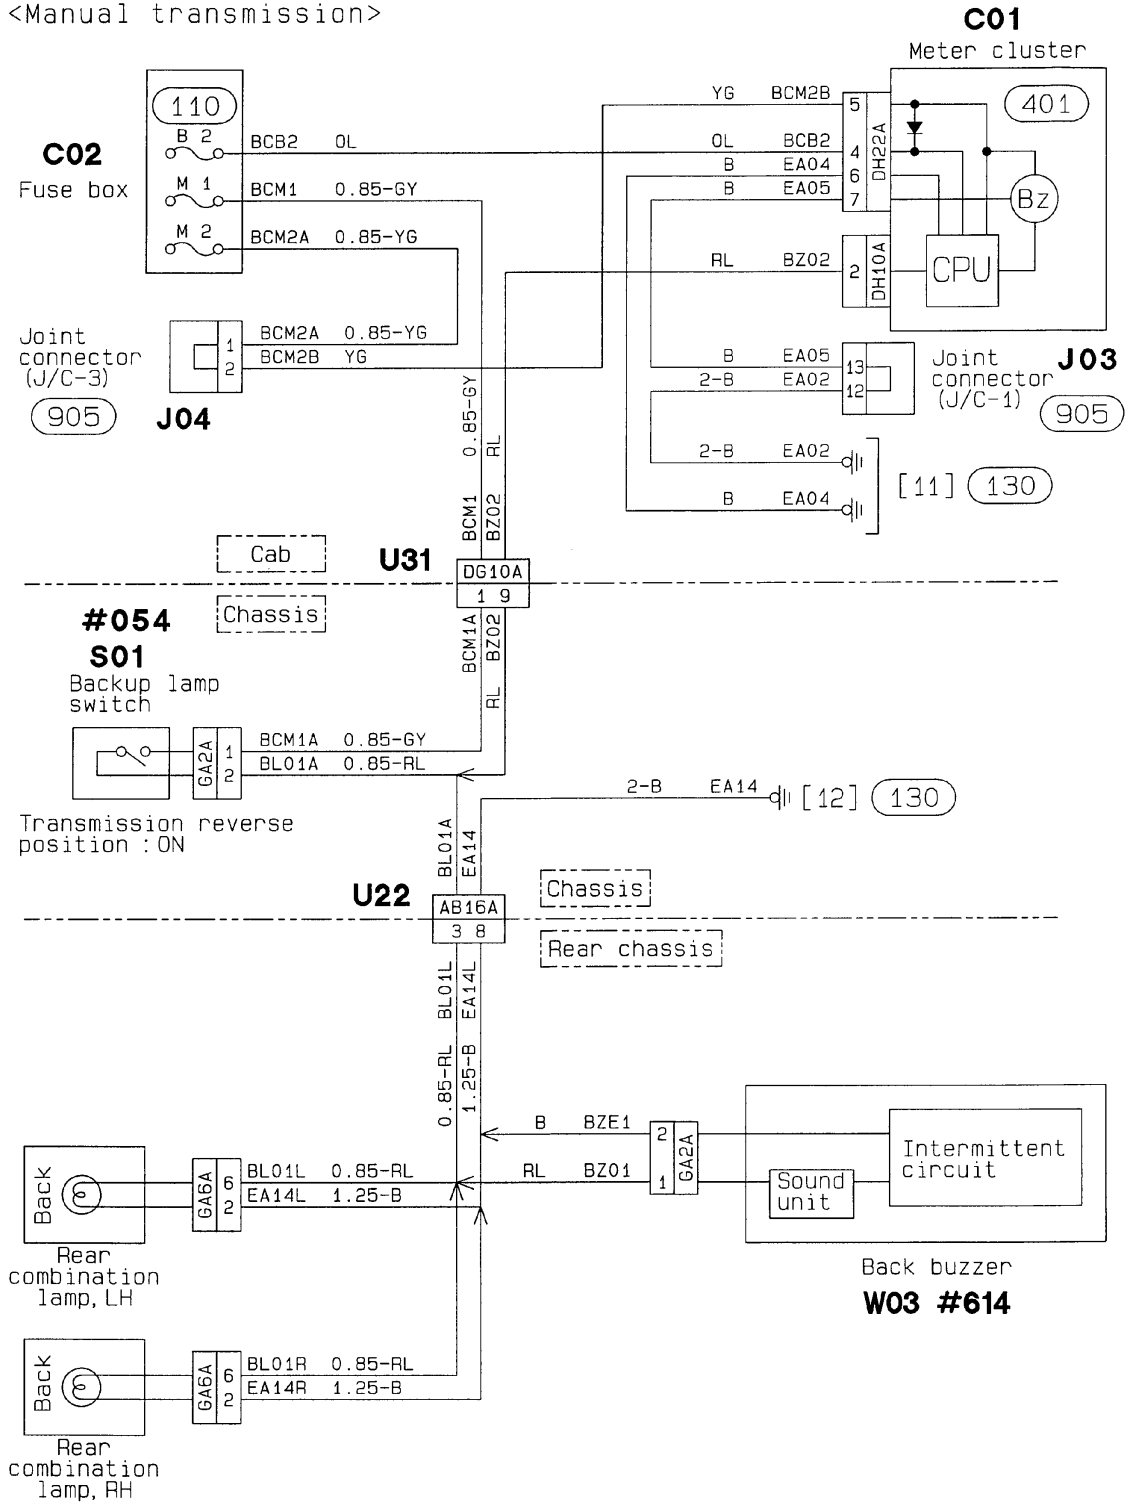 <Manual transmission>
C01
Meter cluster
110
401
C02
Fuse box
B 2
BCB2 OL
M 1
BCM1 0.85-GY
M 2
BCM2A 0.85-YG
YG BCM2B 5
OL BCB2 4
B EA04 6
B EA05 7
DH22A
Bz
CPU
RL BZ02 2
DH10A
Joint
connector
(J/C-3)
905
J04
1 BCM2A 0.85-YG
2 BCM2B YG
B EA05 13
2-B EA02 12
Joint
connector
(J/C-1)
J03
905
2-B EA02
B EA04
[11] 130
0.85-GY
RL
BCM1
BZ02
Cab
U31
DG10A
1 9
Chassis
#054
S01
Backup lamp
switch
BCM1A
BZ02
RL
GA2A
1 BCM1A 0.85-GY
2 BL01A 0.85-RL
Transmission reverse
position : ON
2-B EA14 [12] 130
BL01A
EA14
U22
AB16A
3 8
Chassis
Rear chassis
BL01L
EA14L
0.85-RL
1.25-B
B BZE1 2
RL BZ01 1
GA2A
Intermittent
circuit
Sound
unit
Back buzzer
W03 #614
Back
GA6A
6 BL01L 0.85-RL
2 EA14L 1.25-B
Rear
combination
lamp, LH
Back
GA6A
6 BL01R 0.85-RL
2 EA14R 1.25-B
Rear
combination
lamp, RH